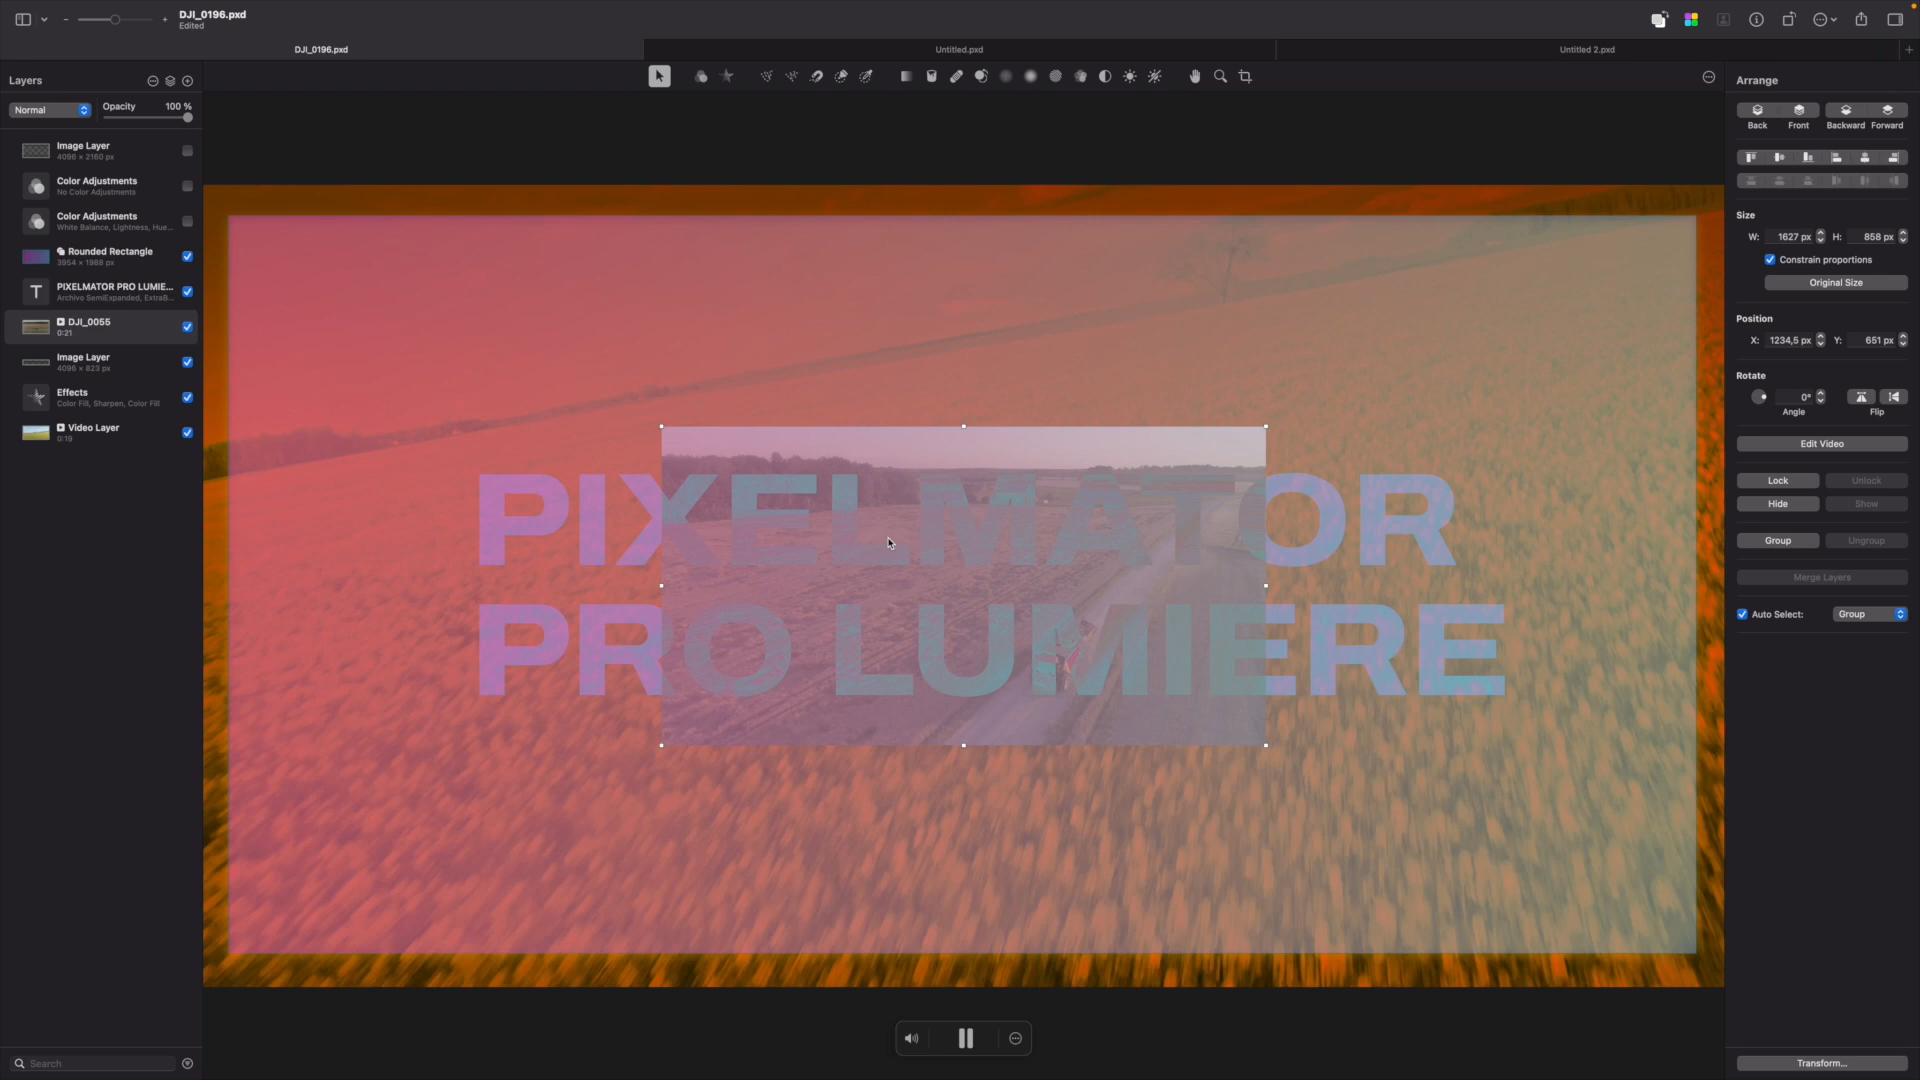 DJI_0196.pxd
Edited
DJI_0196.pxd
Untitled.pxd
Untitled 2.pxd
Layers
Normal
Opacity
100 %
Image Layer
4096 × 2160 px
Color Adjustments
No Color Adjustments
Color Adjustments
White Balance, Lightness, Hue...
Rounded Rectangle
3954 × 1988 px
PIXELMATOR PRO LUMIE...
Archivo SemiExpanded, ExtraB...
DJI_0055
0:21
Image Layer
4096 × 823 px
Effects
Color Fill, Sharpen, Color Fill
Video Layer
0:19
Search
PIXELMATOR
PRO LUMIERE
Arrange
Back
Front
Backward
Forward
Size
W: 1627 px
H: 858 px
Constrain proportions
Original Size
Position
X: 1234,5 px
Y: 651 px
Rotate
0°
Angle
Flip
Edit Video
Lock
Unlock
Hide
Show
Group
Ungroup
Merge Layers
Auto Select:
Group
Transform...